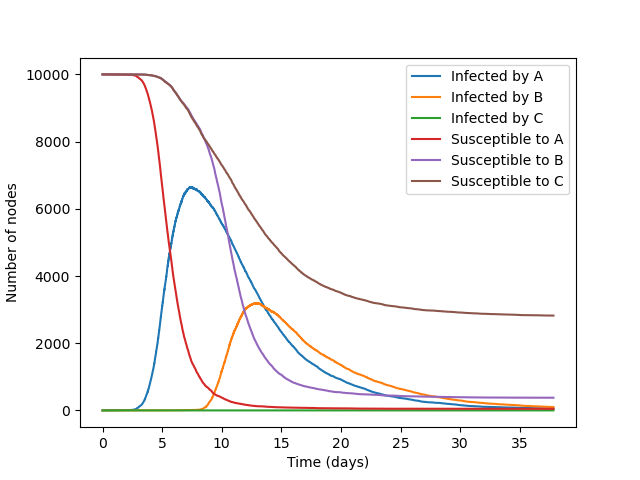 Number of nodes
10000
8000
6000
4000
2000
0
Infected by A
Infected by B
Infected by C
Susceptible to A
Susceptible to B
Susceptible to C
0 5 10 15 20 25 30 35
Time (days)